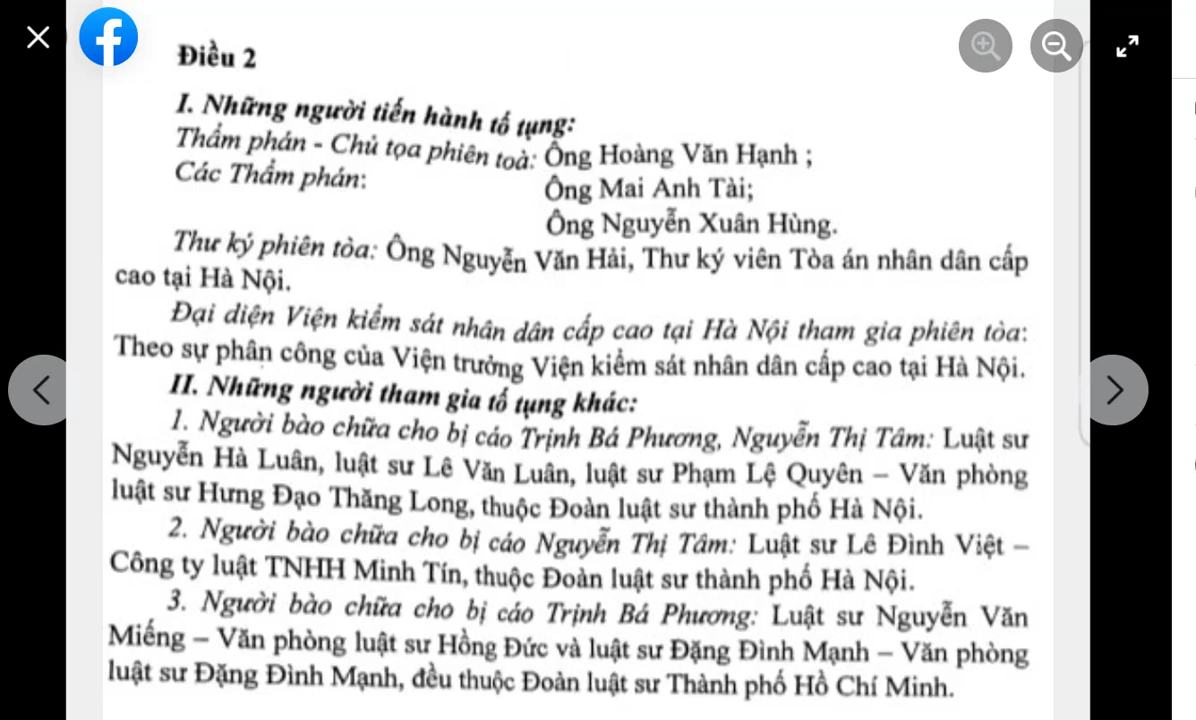 Điều 2
I. Những người tiến hành tố tụng:
Thẩm phán - Chủ tọa phiên toà: Ông Hoàng Văn Hạnh ;
Các Thẩm phán: Ông Mai Anh Tài;
Ông Nguyễn Xuân Hùng.
Thư ký phiên tòa: Ông Nguyễn Văn Hải, Thư ký viên Tòa án nhân dân cấp
cao tại Hà Nội.
Đại diện Viện kiểm sát nhân dân cấp cao tại Hà Nội tham gia phiên tòa:
Theo sự phân công của Viện trưởng Viện kiểm sát nhân dân cấp cao tại Hà Nội.
II. Những người tham gia tố tụng khác:
1. Người bào chữa cho bị cáo Trịnh Bá Phương, Nguyễn Thị Tâm: Luật sư
Nguyễn Hà Luân, luật sư Lê Văn Luân, luật sư Phạm Lệ Quyên – Văn phòng
luật sư Hưng Đạo Thăng Long, thuộc Đoàn luật sư thành phố Hà Nội.
2. Người bào chữa cho bị cáo Nguyễn Thị Tâm: Luật sư Lê Đình Việt –
Công ty luật TNHH Minh Tín, thuộc Đoàn luật sư thành phố Hà Nội.
3. Người bào chữa cho bị cáo Trịnh Bá Phương: Luật sư Nguyễn Văn
Miếng – Văn phòng luật sư Hồng Đức và luật sư Đặng Đình Mạnh – Văn phòng
luật sư Đặng Đình Mạnh, đều thuộc Đoàn luật sư Thành phố Hồ Chí Minh.